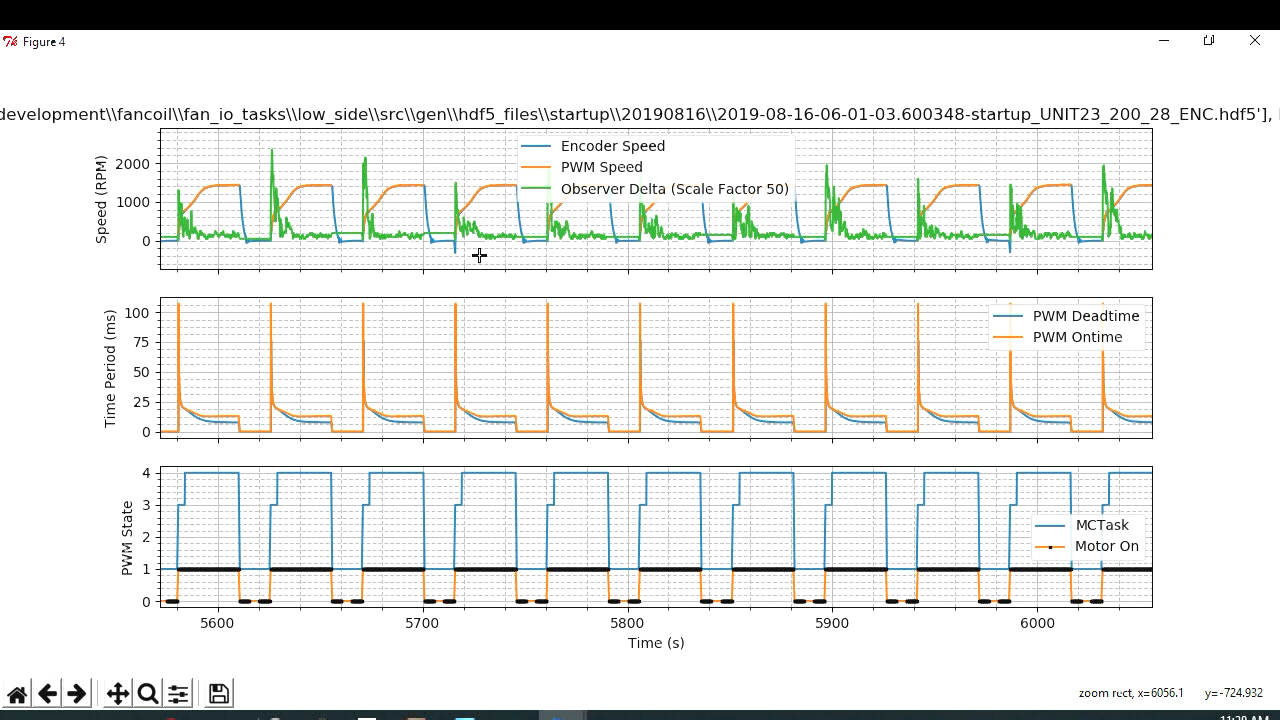 Figure 4
development\\fancoil\\fan_io_tasks\\low_side\\src\\gen\\hdf5_files\\startup\\20190816\\2019-08-16-06-01-03.600348-startup_UNIT23_200_28_ENC.hdf5'],
Speed (RPM)
2000
1000
0
Encoder Speed
PWM Speed
Observer Delta (Scale Factor 50)
Time Period (ms)
100
75
50
25
0
PWM Deadtime
PWM Ontime
PWM State
4
3
2
1
0
MCTask
Motor On
5600 5700 5800 5900 6000
Time (s)
zoom rect, x=6056.1 y=-724.932